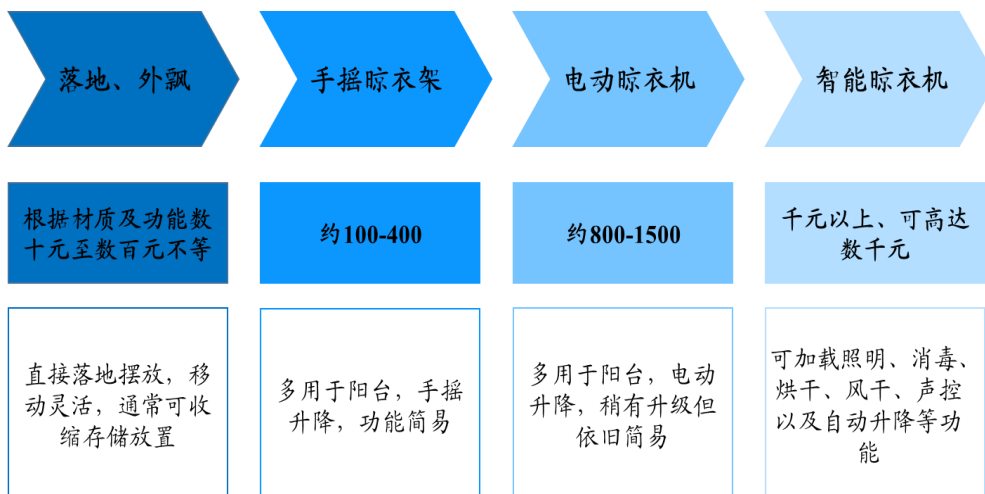 落地、外飘
手摇晾衣架
电动晾衣机
智能晾衣机
根据材质及功能数
十元至数百元不等
约100-400
约800-1500
千元以上、可高达
数千元
直接落地摆放，移
动灵活，通常可收
缩存储放置
多用于阳台，手摇
升降，功能简易
多用于阳台，电动
升降，稍有升级但
依旧简易
可加载照明、消毒、
烘干、风干、声控
以及自动升降等功
能